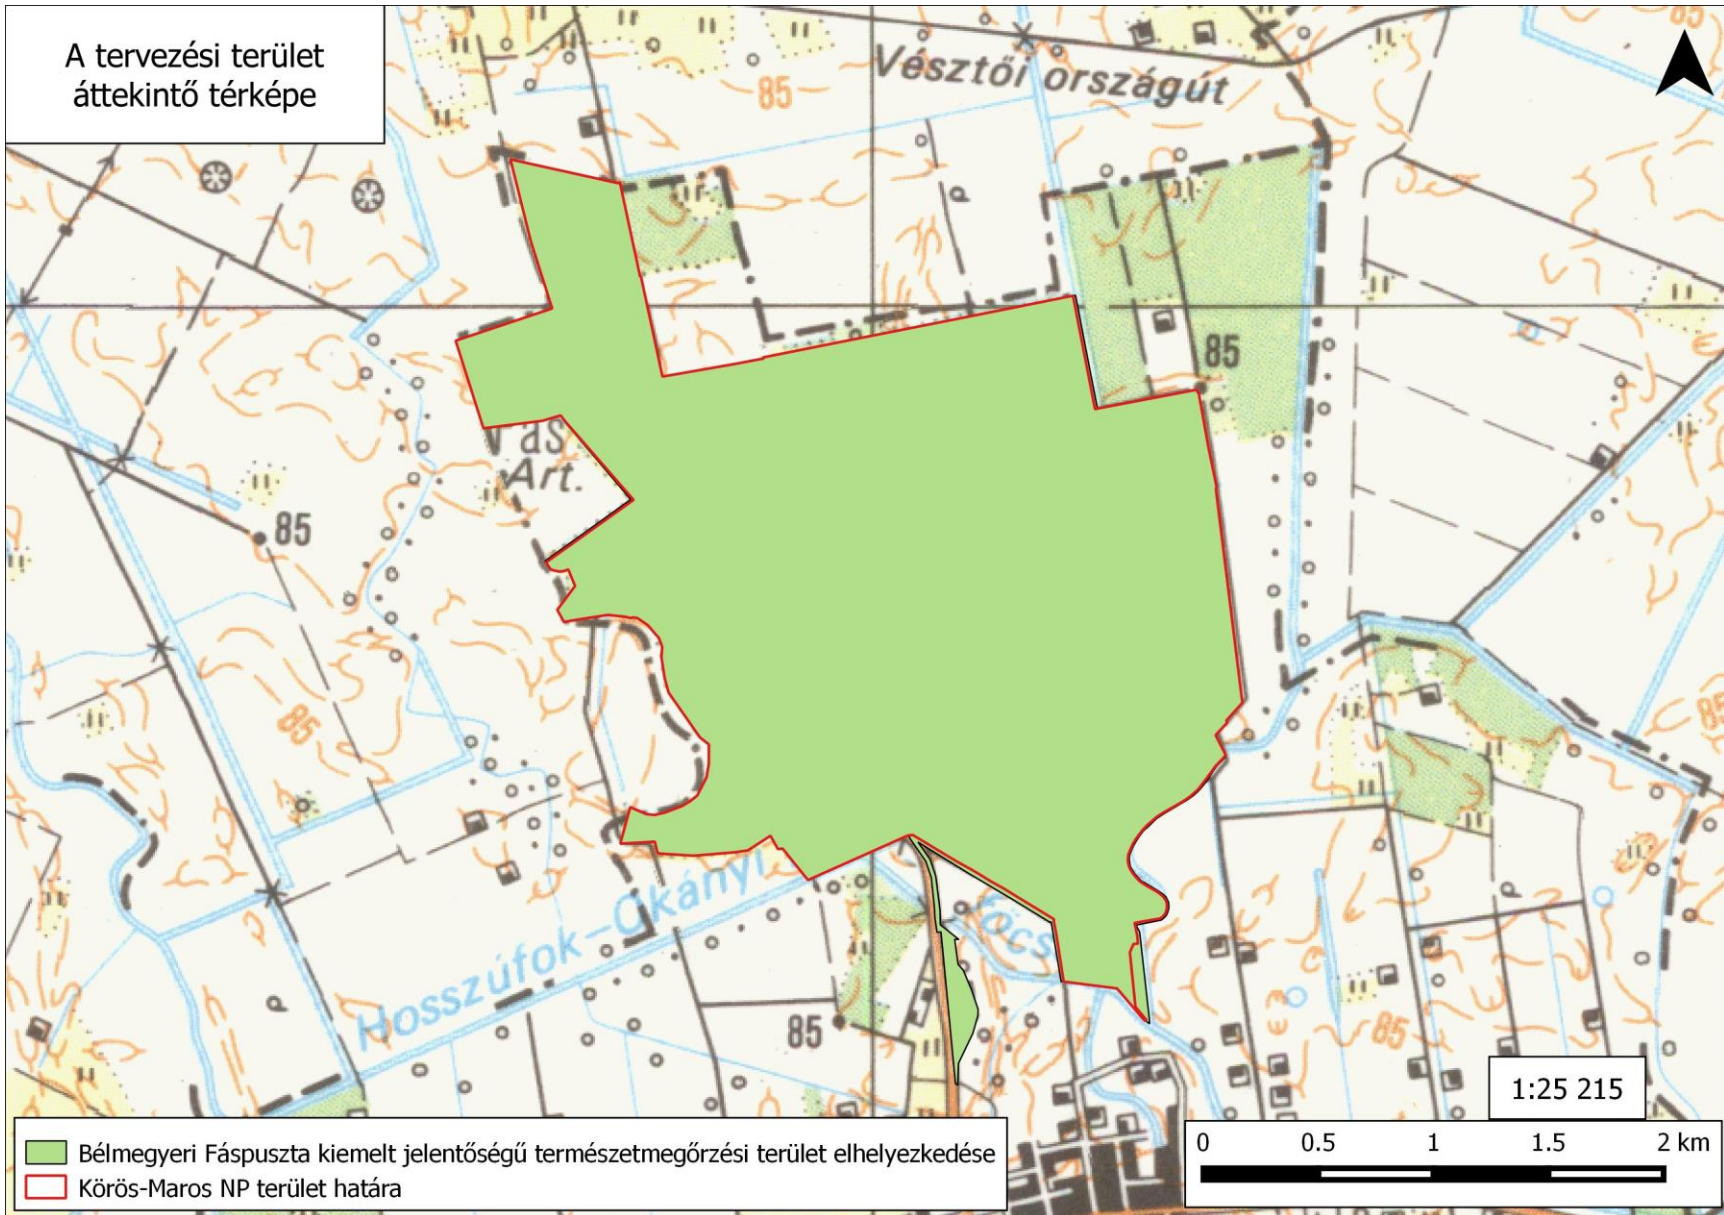 A tervezési terület
áttekintő térképe
85
Vésztői országút
85
85
Vas
Art.
85
85
85
Hosszúfok-Okányi
85
85
1:25 215
0 0.5 1 1.5 2 km
Bélmegyeri Fáspuszta kiemelt jelentőségű természetmegőrzési terület elhelyezkedése
Körös-Maros NP terület határa